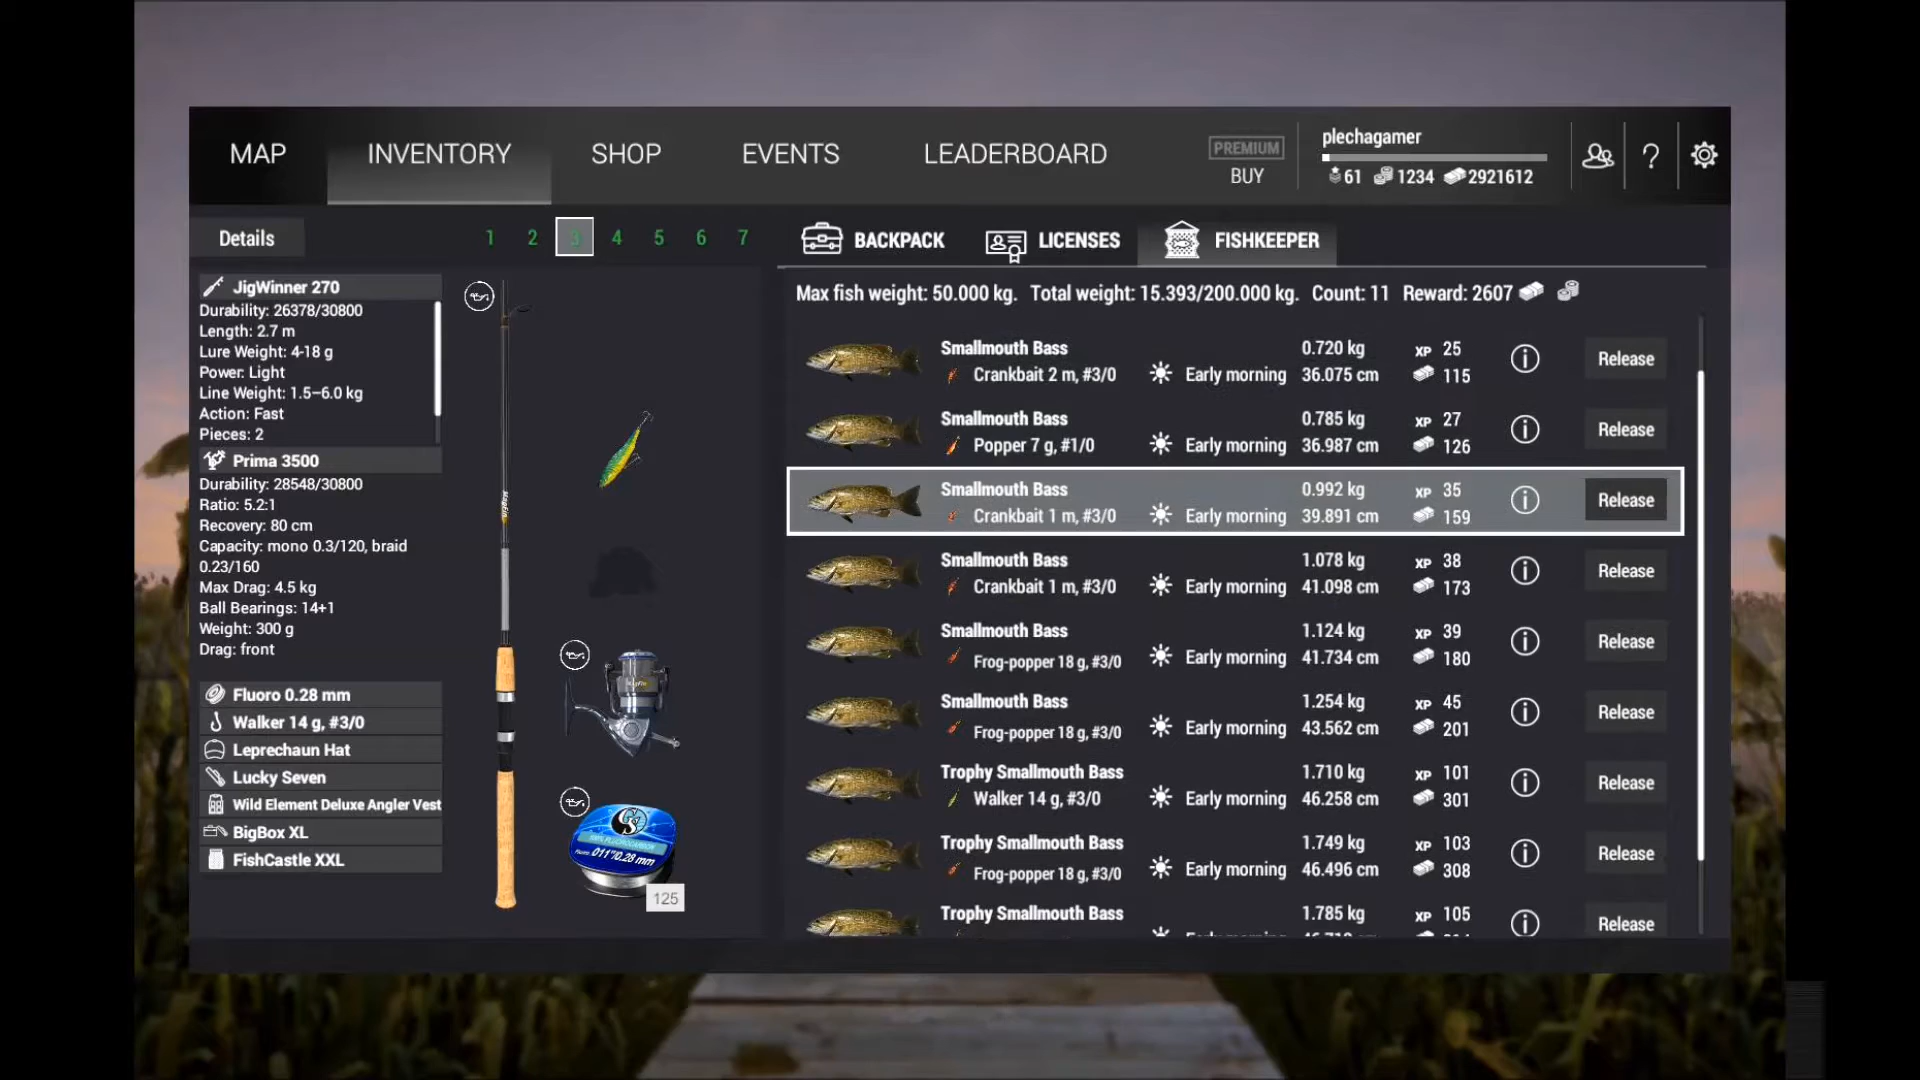 MAP
INVENTORY
SHOP
EVENTS
LEADERBOARD
PREMIUM
BUY
plechagamer
61
1234
2921612
?
Details
1 2 3 4 5 6 7
BACKPACK
LICENSES
FISHKEEPER
JigWinner 270
Durability: 26378/30800
Length: 2.7 m
Lure Weight: 4-18 g
Power: Light
Line Weight: 1.5–6.0 kg
Action: Fast
Pieces: 2
Prima 3500
Durability: 28548/30800
Ratio: 5.2:1
Recovery: 80 cm
Capacity: mono 0.3/120, braid
0.23/160
Max Drag: 4.5 kg
Ball Bearings: 14+1
Weight: 300 g
Drag: front
Fluoro 0.28 mm
Walker 14 g, #3/0
Leprechaun Hat
Lucky Seven
Wild Element Deluxe Angler Vest
BigBox XL
FishCastle XXL
.011"/0.28 mm
125
Max fish weight: 50.000 kg. Total weight: 15.393/200.000 kg. Count: 11 Reward: 2607
Smallmouth Bass 0.720 kg XP 25
Crankbait 2 m, #3/0 Early morning 36.075 cm 115
Release
Smallmouth Bass 0.785 kg XP 27
Popper 7 g, #1/0 Early morning 36.987 cm 126
Release
Smallmouth Bass 0.992 kg XP 35
Crankbait 1 m, #3/0 Early morning 39.891 cm 159
Release
Smallmouth Bass 1.078 kg XP 38
Crankbait 1 m, #3/0 Early morning 41.098 cm 173
Release
Smallmouth Bass 1.124 kg XP 39
Frog-popper 18 g, #3/0 Early morning 41.734 cm 180
Release
Smallmouth Bass 1.254 kg XP 45
Frog-popper 18 g, #3/0 Early morning 43.562 cm 201
Release
Trophy Smallmouth Bass 1.710 kg XP 101
Walker 14 g, #3/0 Early morning 46.258 cm 301
Release
Trophy Smallmouth Bass 1.749 kg XP 103
Frog-popper 18 g, #3/0 Early morning 46.496 cm 308
Release
Trophy Smallmouth Bass 1.785 kg XP 105
Release